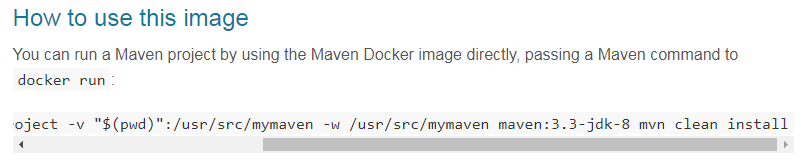 How to use this image
You can run a Maven project by using the Maven Docker image directly, passing a Maven command to
docker run:
oject -v "$(pwd)":/usr/src/mymaven -w /usr/src/mymaven maven:3.3-jdk-8 mvn clean install